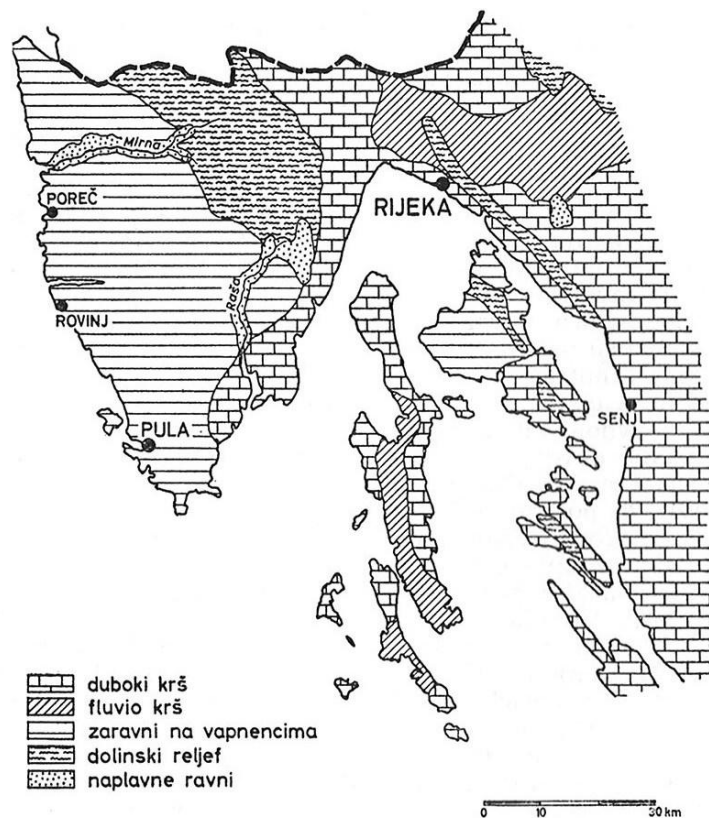 Mirna
POREČ
RIJEKA
Raša
ROVINJ
PULA
SENJ
duboki krš
fluvio krš
zaravni na vapnencima
dolinski reljef
naplavne ravni
0 10 30 km